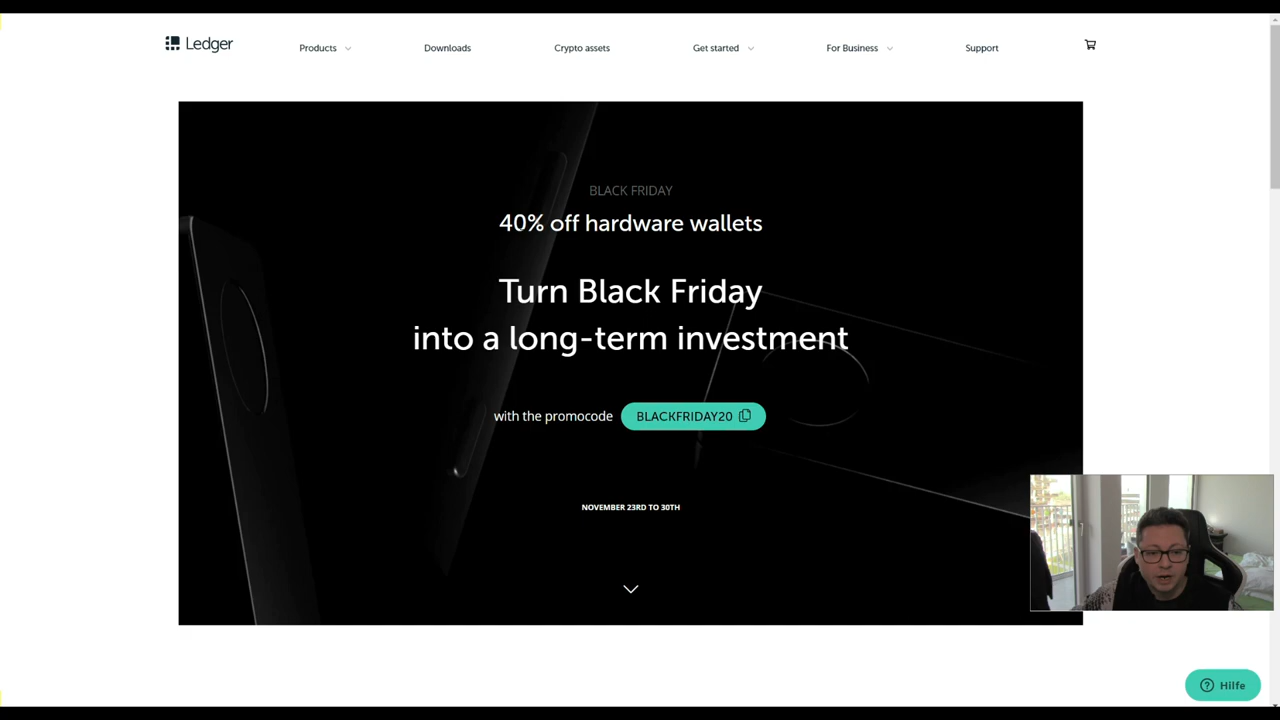 Ledger
Products
Downloads
Crypto assets
Get started
For Business
Support
BLACK FRIDAY
40% off hardware wallets
Turn Black Friday
into a long-term investment
with the promocode BLACKFRIDAY20
NOVEMBER 23RD TO 30TH
Hilfe